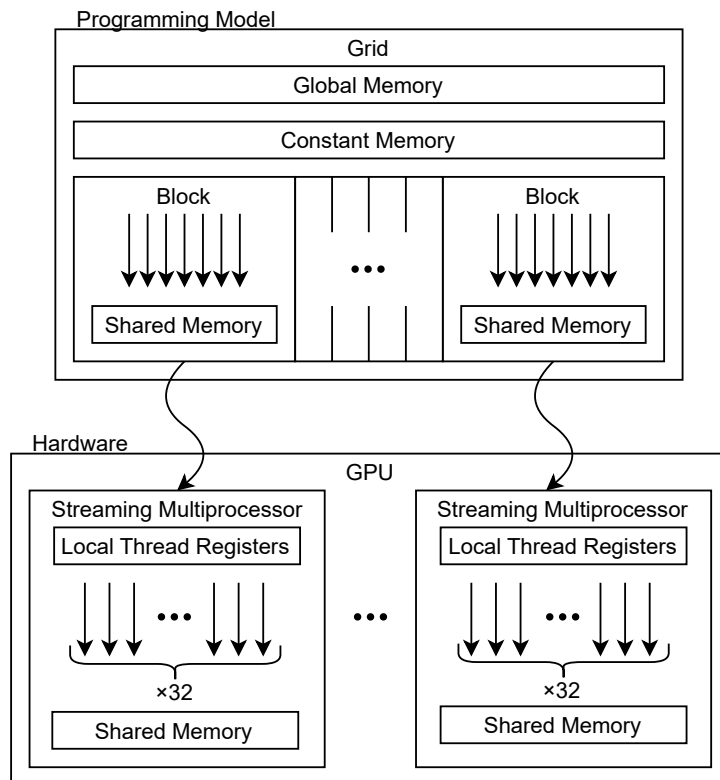 Programming Model
Grid
Global Memory
Constant Memory
Block
Block
•••
Shared Memory
Shared Memory
Hardware
GPU
Streaming Multiprocessor
Streaming Multiprocessor
Local Thread Registers
Local Thread Registers
•••
•••
•••
×32
×32
Shared Memory
Shared Memory